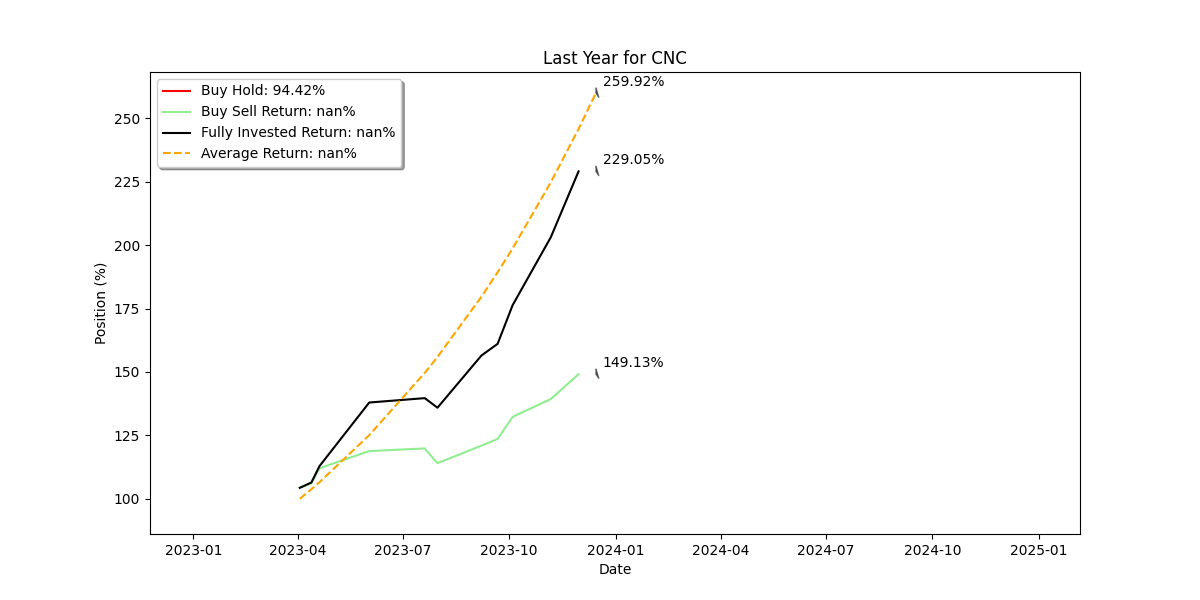 Last Year for CNC
Buy Hold: 94.42%
Buy Sell Return: nan%
Fully Invested Return: nan%
Average Return: nan%
259.92%
229.05%
149.13%
Position (%)
250
225
200
175
150
125
100
2023-01
2023-04
2023-07
2023-10
2024-01
2024-04
2024-07
2024-10
2025-01
Date